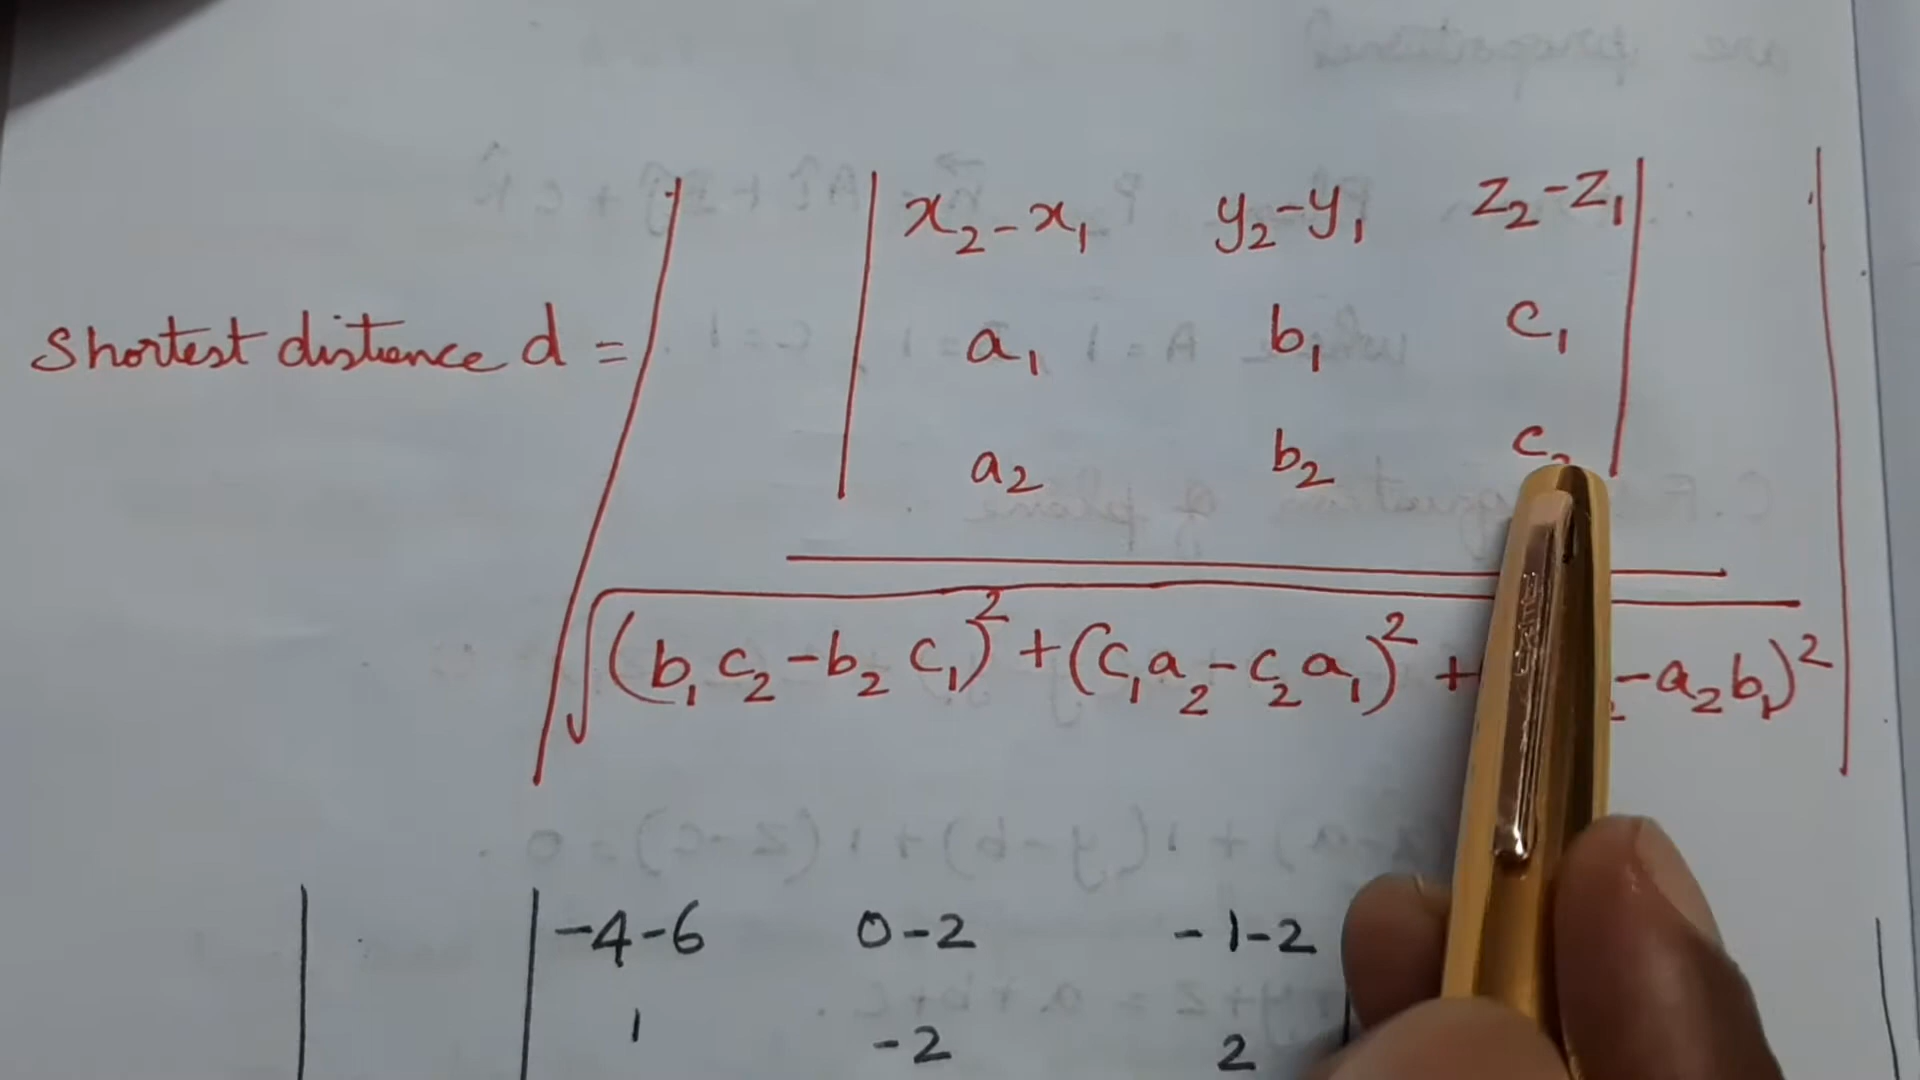 x₂-x₁ y₂-y₁ z₂-z₁
Shortest distance d =
a₁ b₁ c₁
a₂ b₂ c₂
√(b₁c₂-b₂c₁)²+(c₁a₂-c₂a₁)²+ -a₂b₁)²
-4-6 0-2 -1-2
1 -2 2